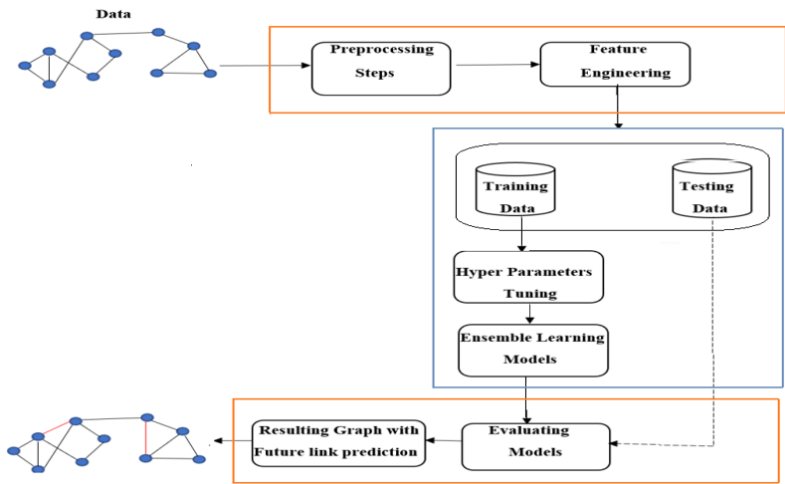 Data
Preprocessing
Steps
Feature
Engineering
Training
Data
Testing
Data
Hyper Parameters
Tuning
Ensemble Learning
Models
Resulting Graph with
Future link prediction
Evaluating
Models